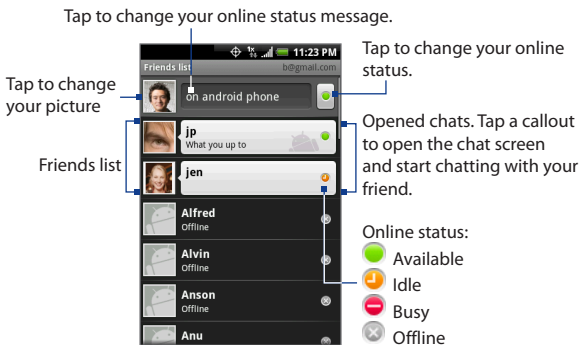 Tap to change your online status message.
11:23 PM
Friends list
b@gmail.com
Tap to change your online
status.
Tap to change
your picture
on android phone
jp
What you up to
Opened chats. Tap a callout
to open the chat screen
and start chatting with your
friend.
Friends list
jen
Alfred
Offline
Alvin
Offline
Anson
Offline
Anu
Online status:
Available
Idle
Busy
Offline